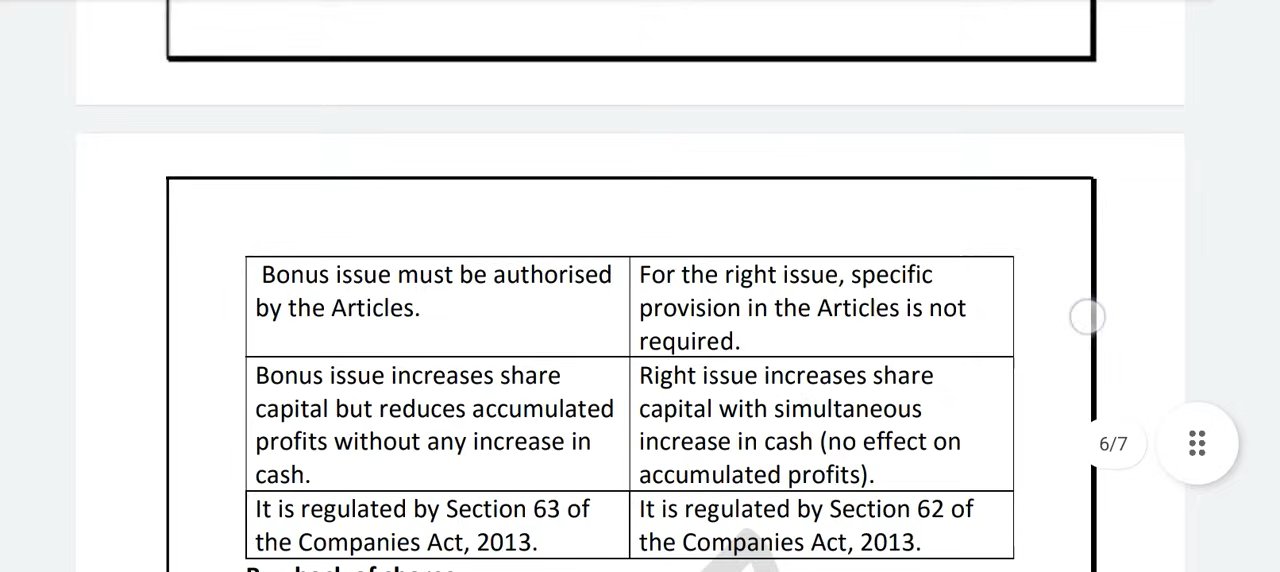 Bonus issue must be authorised
by the Articles.
For the right issue, specific
provision in the Articles is not
required.
Bonus issue increases share
capital but reduces accumulated
profits without any increase in
cash.
Right issue increases share
capital with simultaneous
increase in cash (no effect on
accumulated profits).
It is regulated by Section 63 of
the Companies Act, 2013.
It is regulated by Section 62 of
the Companies Act, 2013.
6/7